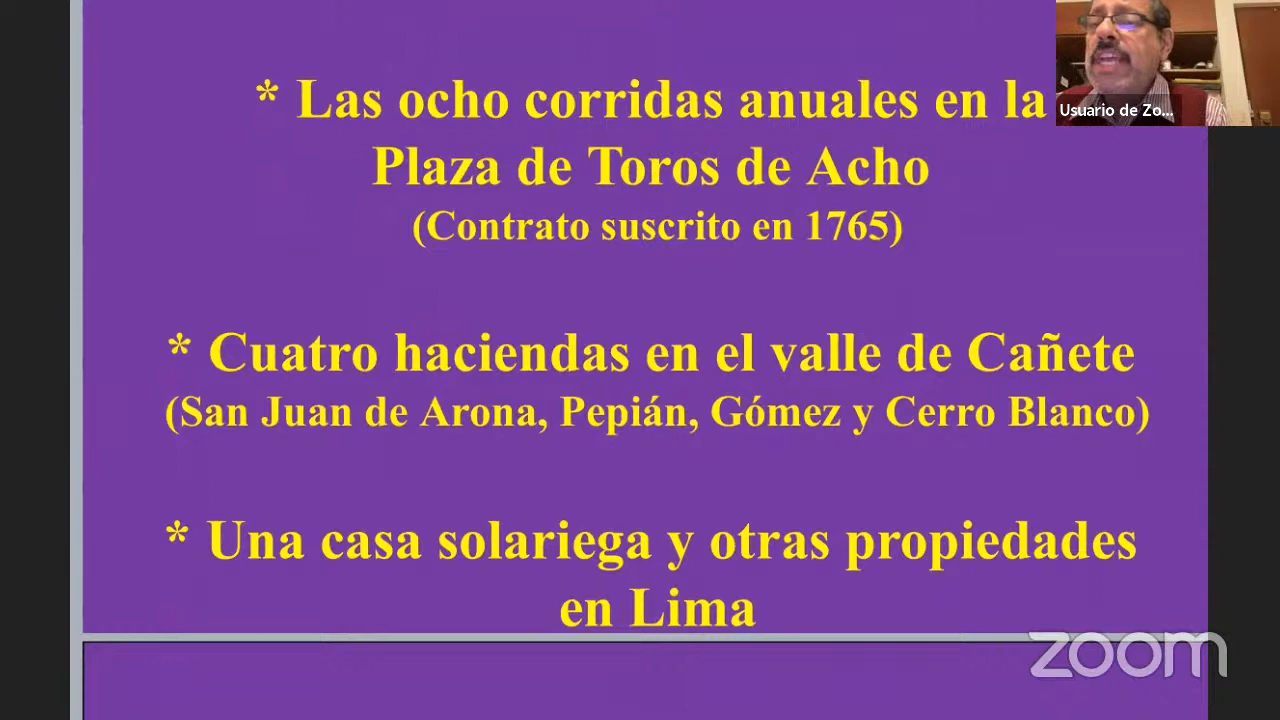 * Las ocho corridas anuales en la
Plaza de Toros de Acho
(Contrato suscrito en 1765)
* Cuatro haciendas en el valle de Cañete
(San Juan de Arona, Pepián, Gómez y Cerro Blanco)
* Una casa solariega y otras propiedades
en Lima
Usuario de Zo...
zoom